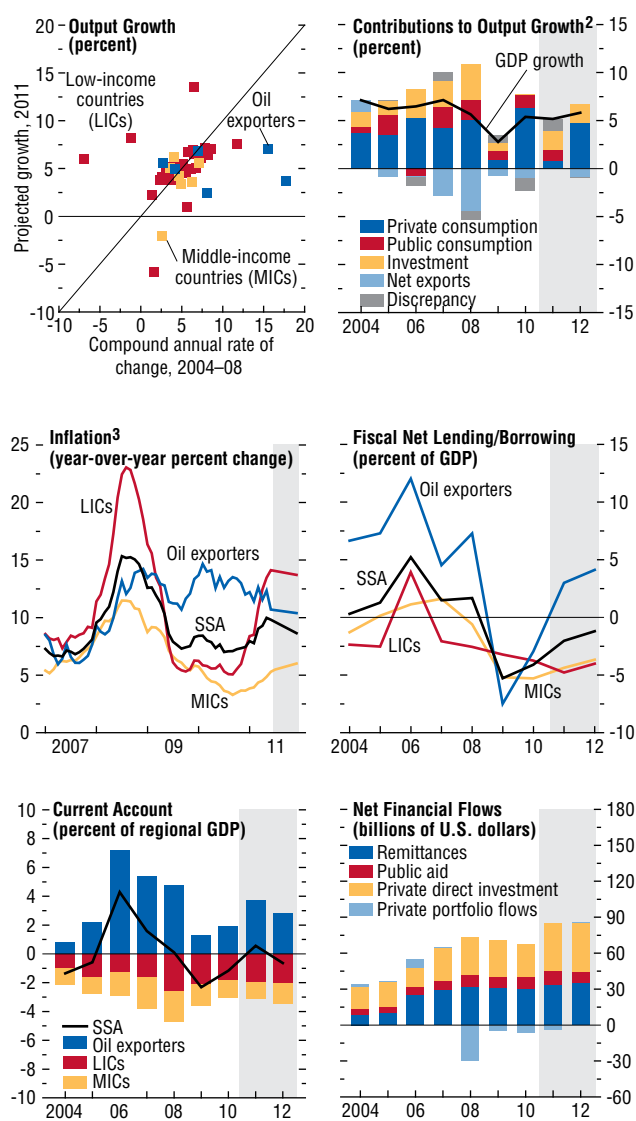 Output Growth
(percent)
20
15
10
5
0
-5
-10
Projected growth, 2011
Low-income
countries
(LICs)
Oil
exporters
Middle-income
countries (MICs)
-10 -5 0 5 10 15 20
Compound annual rate of
change, 2004–08
Contributions to Output Growth2
(percent)
GDP growth
15
10
5
0
-5
-10
-15
Private consumption
Public consumption
Investment
Net exports
Discrepancy
2004 06 08 10 12
Inflation3
(year-over-year percent change)
25
20
15
10
5
0
LICs
Oil exporters
SSA
MICs
2007 09 11
Fiscal Net Lending/Borrowing
(percent of GDP)
15
10
5
0
-5
-10
Oil exporters
SSA
LICs
MICs
2004 06 08 10 12
Current Account
(percent of regional GDP)
10
8
6
4
2
0
-2
-4
-6
-8
-10
SSA
Oil exporters
LICs
MICs
2004 06 08 10 12
Net Financial Flows
(billions of U.S. dollars)
180
150
120
90
60
30
0
-30
-60
Remittances
Public aid
Private direct investment
Private portfolio flows
2004 06 08 10 12